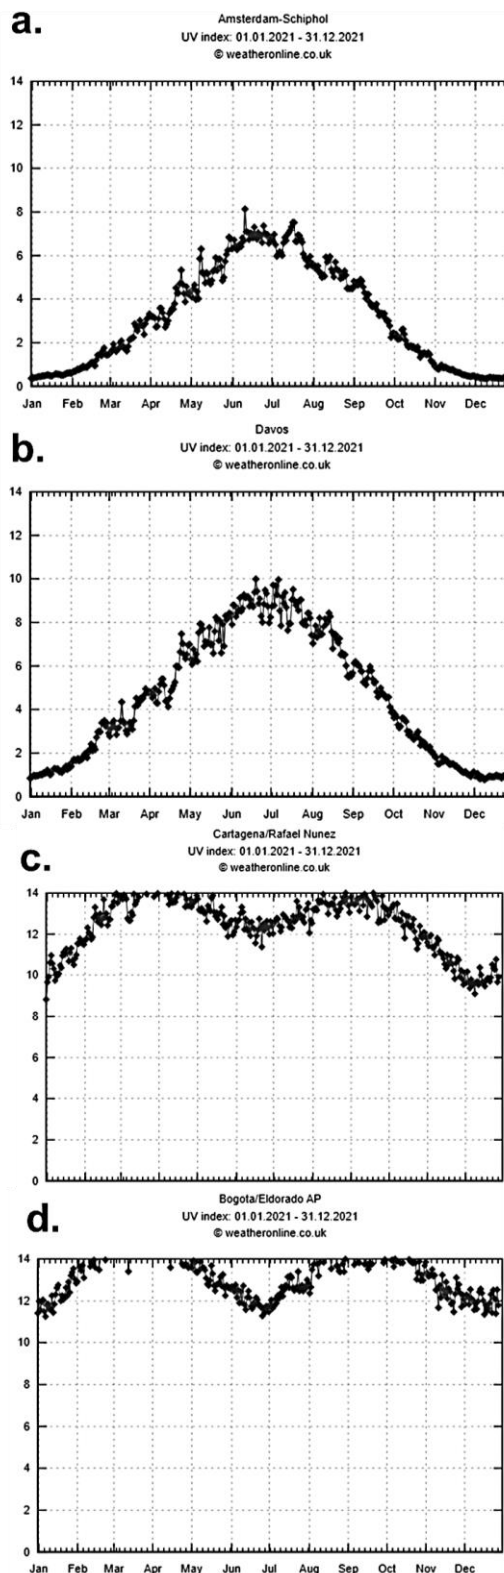 a.
Amsterdam-Schiphol
UV index: 01.01.2021 - 31.12.2021
© weatheronline.co.uk
14
12
10
8
6
4
2
0
Jan Feb Mar Apr May Jun Jul Aug Sep Oct Nov Dec
b.
Davos
UV index: 01.01.2021 - 31.12.2021
© weatheronline.co.uk
14
12
10
8
6
4
2
0
Jan Feb Mar Apr May Jun Jul Aug Sep Oct Nov Dec
c.
Cartagena/Rafael Nunez
UV index: 01.01.2021 - 31.12.2021
© weatheronline.co.uk
14
12
10
8
6
4
2
0
d.
Bogota/Eldorado AP
UV index: 01.01.2021 - 31.12.2021
© weatheronline.co.uk
14
12
10
8
6
4
2
0
Jan Feb Mar Apr May Jun Jul Aug Sep Oct Nov Dec